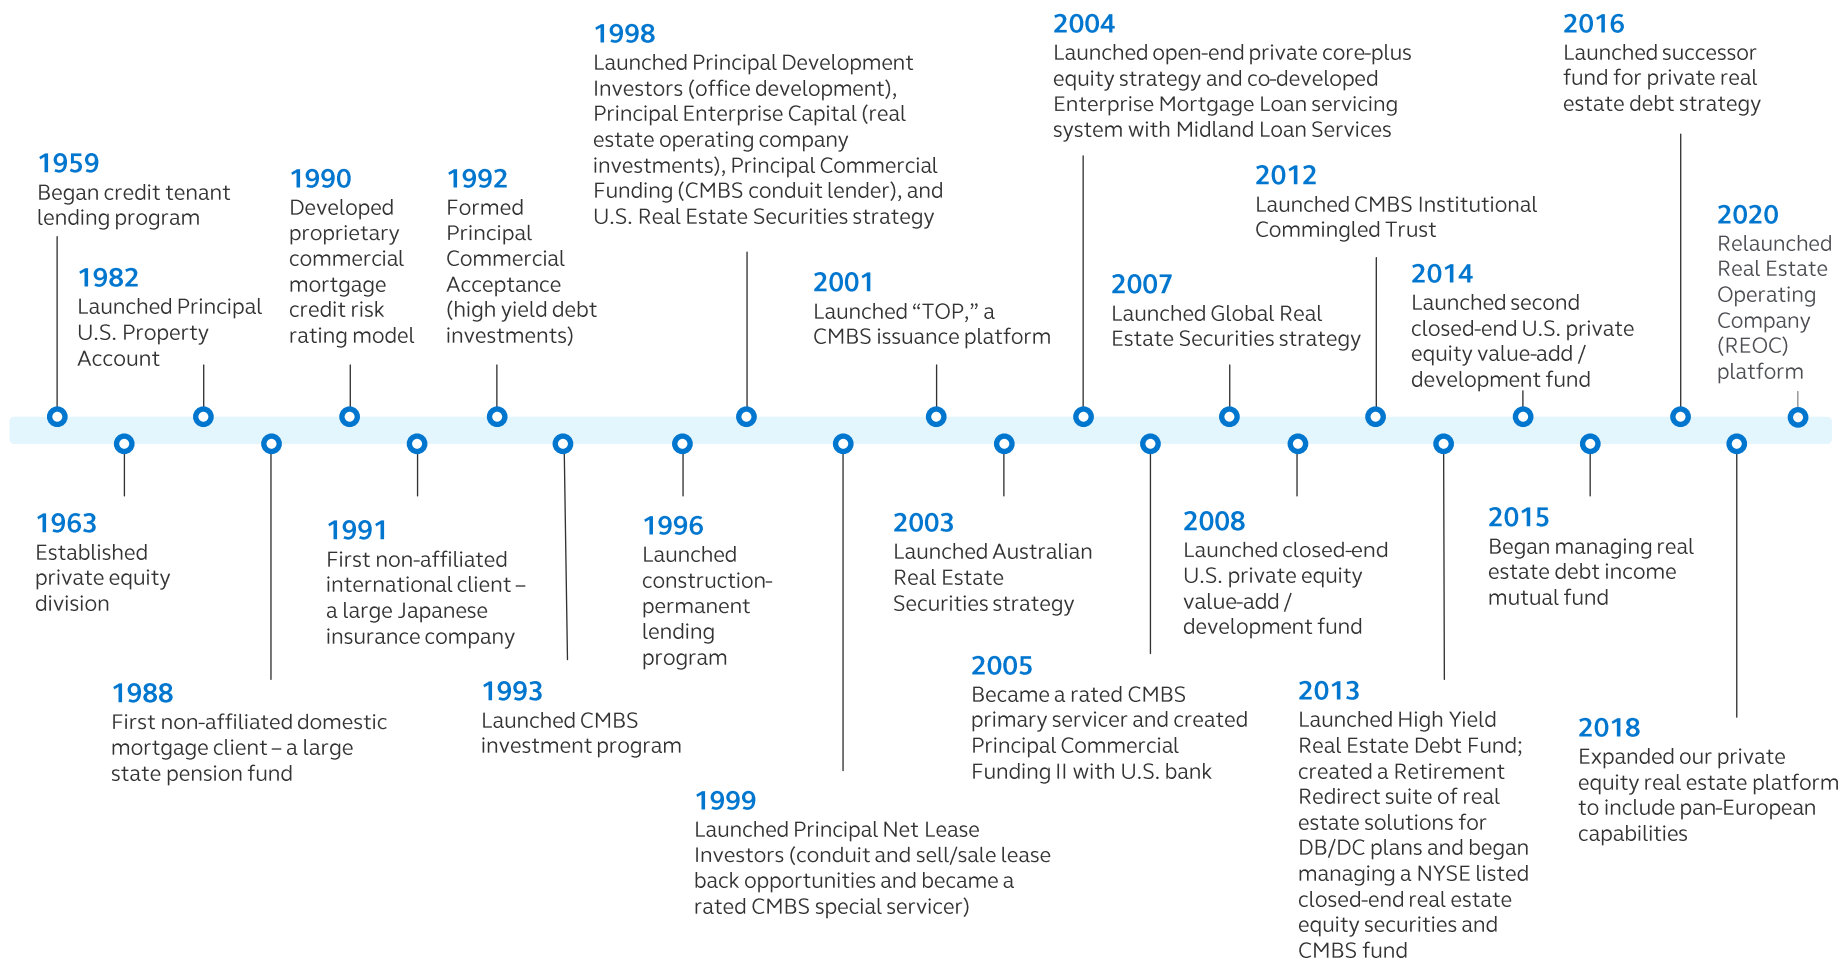 1959
Began credit tenant
lending program
1963
Established
private equity
division
1982
Launched Principal
U.S. Property
Account
1988
First non-affiliated domestic
mortgage client – a large
state pension fund
1990
Developed
proprietary
commercial
mortgage
credit risk
rating model
1991
First non-affiliated
international client –
a large Japanese
insurance company
1992
Formed
Principal
Commercial
Acceptance
(high yield debt
investments)
1993
Launched CMBS
investment program
1996
Launched
construction-
permanent
lending
program
1998
Launched Principal Development
Investors (office development),
Principal Enterprise Capital (real
estate operating company
investments), Principal Commercial
Funding (CMBS conduit lender), and
U.S. Real Estate Securities strategy
1999
Launched Principal Net Lease
Investors (conduit and sell/sale lease
back opportunities and became a
rated CMBS special servicer)
2001
Launched “TOP,” a
CMBS issuance platform
2003
Launched Australian
Real Estate
Securities strategy
2004
Launched open-end private core-plus
equity strategy and co-developed
Enterprise Mortgage Loan servicing
system with Midland Loan Services
2005
Became a rated CMBS
primary servicer and created
Principal Commercial
Funding II with U.S. bank
2007
Launched Global Real
Estate Securities strategy
2008
Launched closed-end
U.S. private equity
value-add /
development fund
2012
Launched CMBS Institutional
Commingled Trust
2013
Launched High Yield
Real Estate Debt Fund;
created a Retirement
Redirect suite of real
estate solutions for
DB/DC plans and began
managing a NYSE listed
closed-end real estate
equity securities and
CMBS fund
2014
Launched second
closed-end U.S. private
equity value-add /
development fund
2015
Began managing real
estate debt income
mutual fund
2016
Launched successor
fund for private real
estate debt strategy
2018
Expanded our private
equity real estate platform
to include pan-European
capabilities
2020
Relaunched
Real Estate
Operating
Company
(REOC)
platform